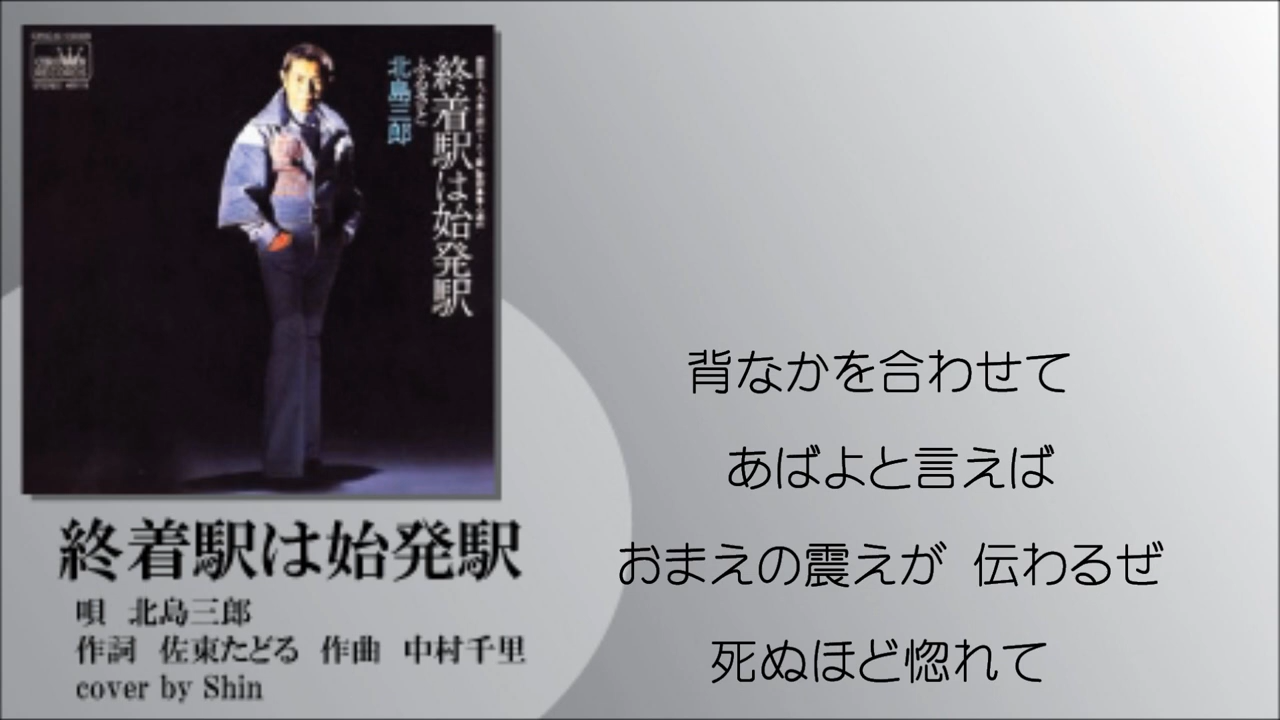 終着駅は始発駅
ふるさと
北島三郎
CROWN
RECORDS
終着駅は始発駅
唄 北島三郎
作詞 佐東たどる 作曲 中村千里
cover by Shin
背なかを合わせて
あばよと言えば
おまえの震えが 伝わるぜ
死ぬほど惚れて